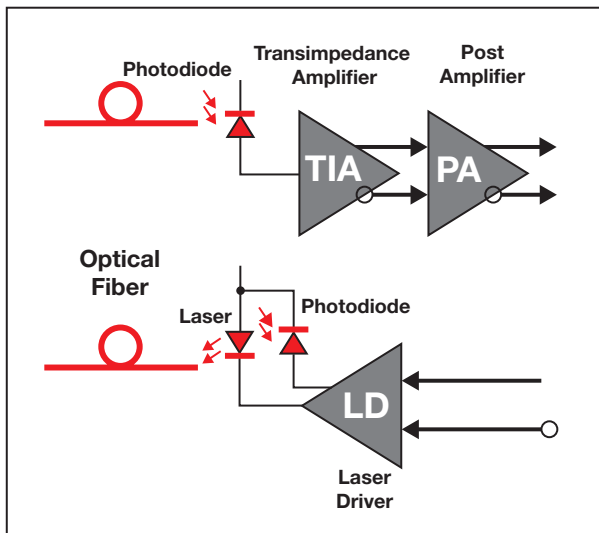 Transimpedance
Amplifier
Post
Amplifier
Photodiode
TIA
PA
Optical
Fiber
Laser
Photodiode
LD
Laser
Driver